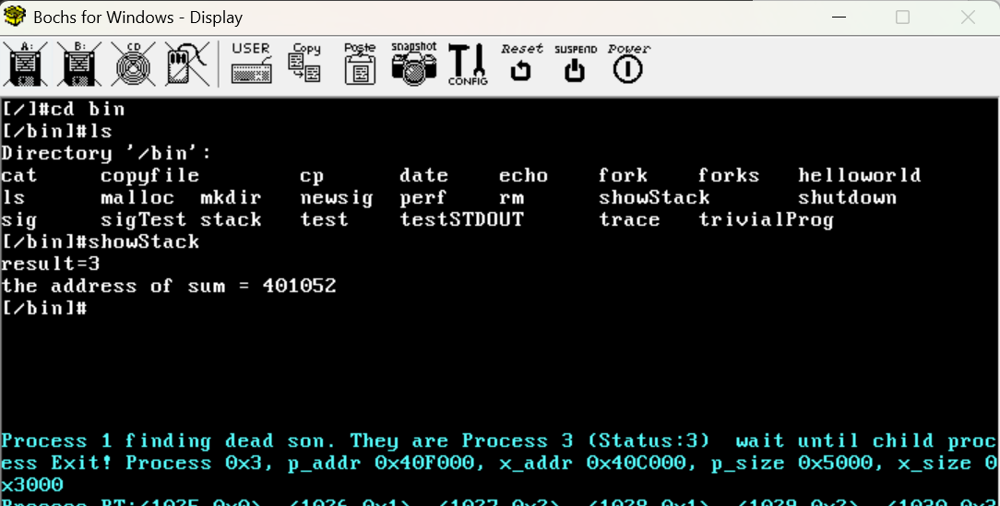 Bochs for Windows - Display
A: B: CD USER Copy Paste snapshot CONFIG Reset SUSPEND Power
[/]#cd bin
[/bin]#ls
Directory '/bin':
cat copyfile cp date echo fork forks helloworld
ls malloc mkdir newsig perf rm showStack shutdown
sig sigTest stack test testSTDOUT trace trivialProg
[/bin]#showStack
result=3
the address of sum = 401052
[/bin]#
Process 1 finding dead son. They are Process 3 (Status:3)  wait until child proc
ess Exit! Process 0x3, p_addr 0x40F000, x_addr 0x40C000, p_size 0x5000, x_size 0
x3000